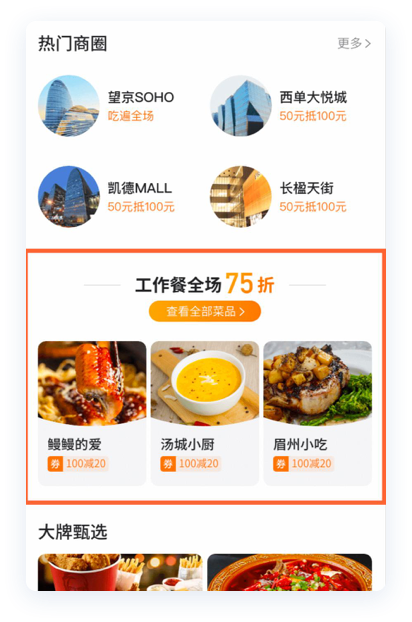 热门商圈
更多
望京SOHO
吃遍全场
西单大悦城
50元抵100元
凯德MALL
50元抵100元
长楹天街
50元抵100元
工作餐全场75折
查看全部菜品
鳗鳗的爱
汤城小厨
眉州小吃
券 100减20
券 100减20
券 100减20
大牌甄选